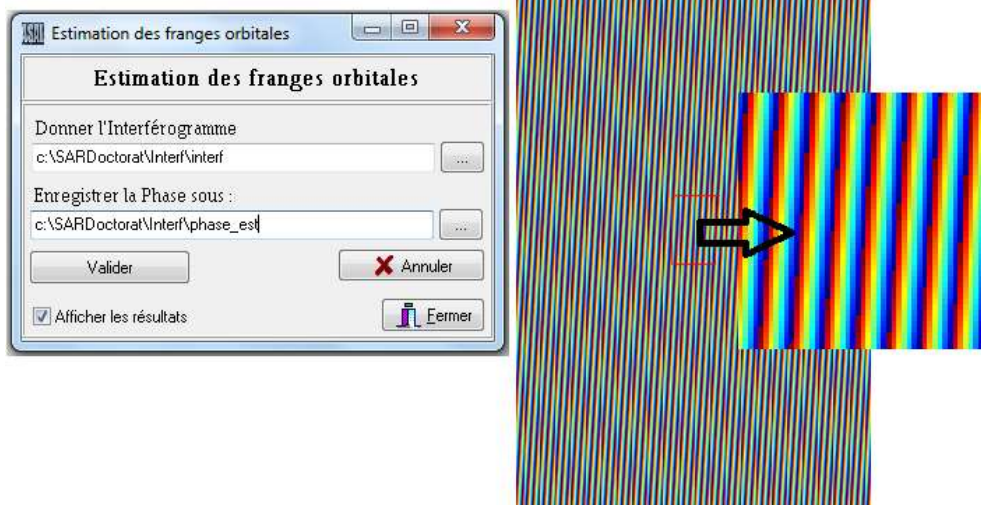 Estimation des franges orbitales
Estimation des franges orbitales
Donner l'Interférogramme
c:\SARDoctorat\Interf\interf
...
Enregistrer la Phase sous :
c:\SARDoctorat\Interf\phase_est
...
Valider
Annuler
Afficher les résultats
Fermer